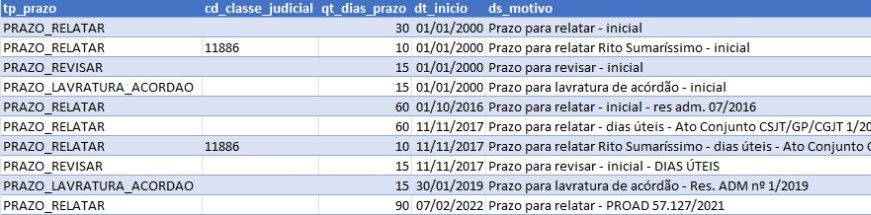 tp_prazo cd_classe_judicial qt_dias_prazo dt_inicio ds_motivo
PRAZO_RELATAR 30 01/01/2000 Prazo para relatar - inicial
PRAZO_RELATAR 11886 10 01/01/2000 Prazo para relatar Rito Sumaríssimo - inicial
PRAZO_REVISAR 15 01/01/2000 Prazo para revisar - inicial
PRAZO_LAVRATURA_ACORDAO 15 01/01/2000 Prazo para lavratura de acórdão - inicial
PRAZO_RELATAR 60 01/10/2016 Prazo para relatar - inicial - res adm. 07/2016
PRAZO_RELATAR 60 11/11/2017 Prazo para relatar - dias úteis - Ato Conjunto CSJT/GP/CGJT 1/20
PRAZO_RELATAR 11886 10 11/11/2017 Prazo para relatar Rito Sumaríssimo - dias úteis - Ato Conjunto C
PRAZO_REVISAR 15 11/11/2017 Prazo para revisar - inicial - DIAS ÚTEIS
PRAZO_LAVRATURA_ACORDAO 15 30/01/2019 Prazo para lavratura de acórdão - Res. ADM nº 1/2019
PRAZO_RELATAR 90 07/02/2022 Prazo para relatar - PROAD 57.127/2021